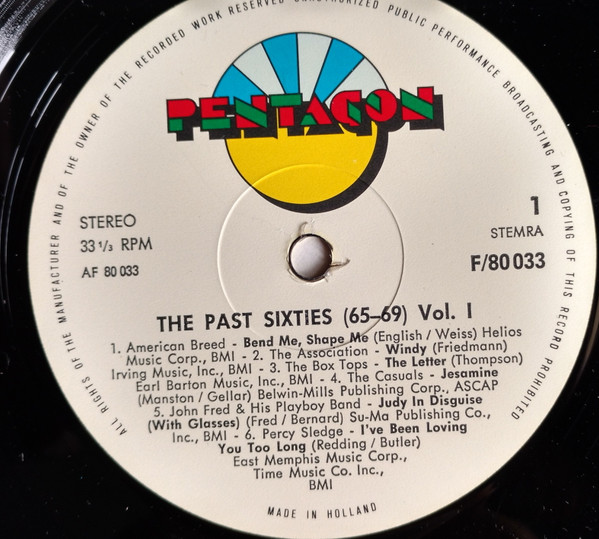 ALL RIGHTS OF THE MANUFACTURER AND OF THE OWNER OF THE RECORDED WORK RESERVED UNAUTHORIZED PUBLIC PERFORMANCE BROADCASTING AND COPYING OF THIS RECORD PROHIBITED
PENTAGON
STEREO
33 1/3 RPM
AF 80 033
1
STEMRA
F/80 033
THE PAST SIXTiES (65–69) Vol. I
1. American Breed - Bend Me, Shape Me (English / Weiss) Helios
Music Corp., BMI - 2. The Association - Windy (Friedmann)
Irving Music, Inc., BMI - 3. The Box Tops - The Letter (Thompson)
Earl Barton Music, Inc., BMI - 4. The Casuals - Jesamine
(Manston / Gellar) Belwin-Mills Publishing Corp., ASCAP
5. John Fred & His Playboy Band - Judy In Disguise
(With Glasses) (Fred / Bernard) Su-Ma Publishing Co.,
Inc., BMI - 6. Percy Sledge - I've Been Loving
You Too Long (Redding / Butler)
East Memphis Music Corp.,
Time Music Co. Inc.,
BMI
MADE IN HOLLAND